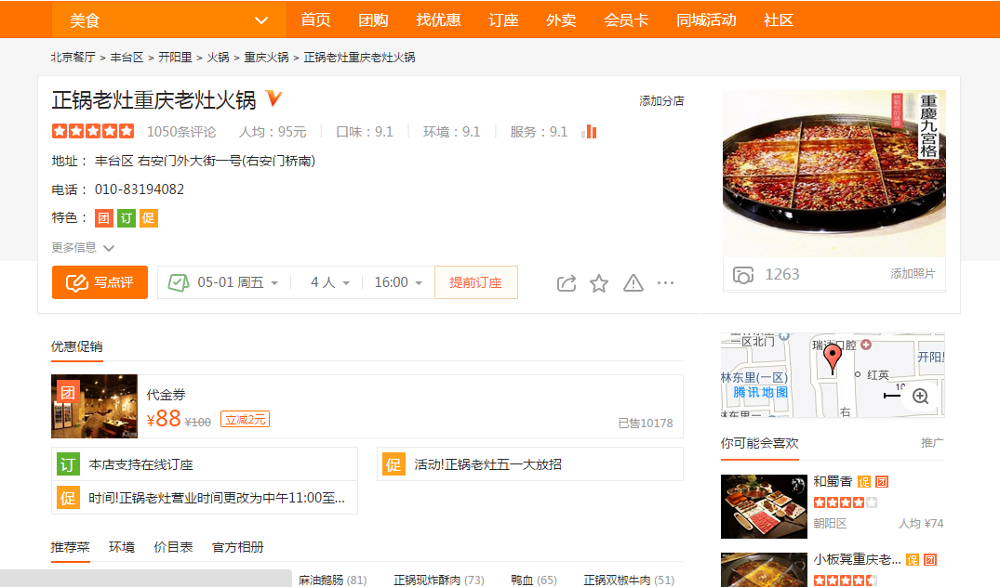 美食 首页 团购 找优惠 订座 外卖 会员卡 同城活动 社区
北京餐厅 > 丰台区 > 开阳里 > 火锅 > 重庆火锅 > 正锅老灶重庆老灶火锅
正锅老灶重庆老灶火锅
添加分店
1050条评论 人均：95元 口味：9.1 环境：9.1 服务：9.1
地址： 丰台区 右安门外大街一号(右安门桥南)
电话： 010-83194082
特色： 团 订 促
更多信息
写点评 05-01 周五 4 人 16:00 提前订座
重慶九宫格
1263 添加照片
优惠促销
团
代金券
¥88 ¥100 立减2元
已售10178
订 本店支持在线订座
促 活动!正锅老灶五一大放招
促 时间!正锅老灶营业时间更改为中午11:00至...
推荐菜 环境 价目表 官方相册
麻油鹅肠 (81) 正锅现炸酥肉 (73) 鸭血 (65) 正锅双椒牛肉 (51)
一区北门
开阳
红英
林东里(一区)
腾讯地图
10
右
你可能会喜欢 推广
和蜀香 促 团
朝阳区 人均 ¥74
小板凳重庆老... 促 团